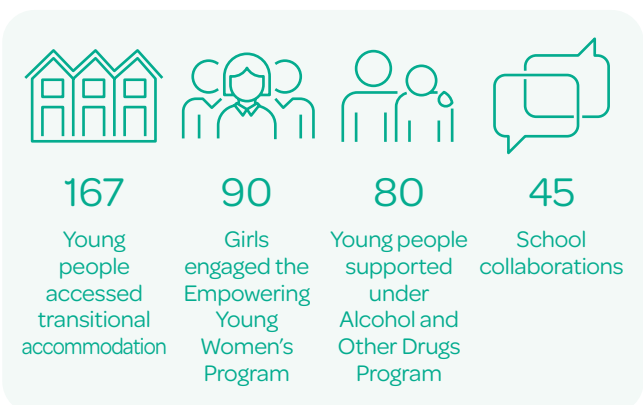 167
Young
people
accessed
transitional
accommodation
90
Girls
engaged the
Empowering
Young
Women's
Program
80
Young people
supported
under
Alcohol and
Other Drugs
Program
45
School
collaborations